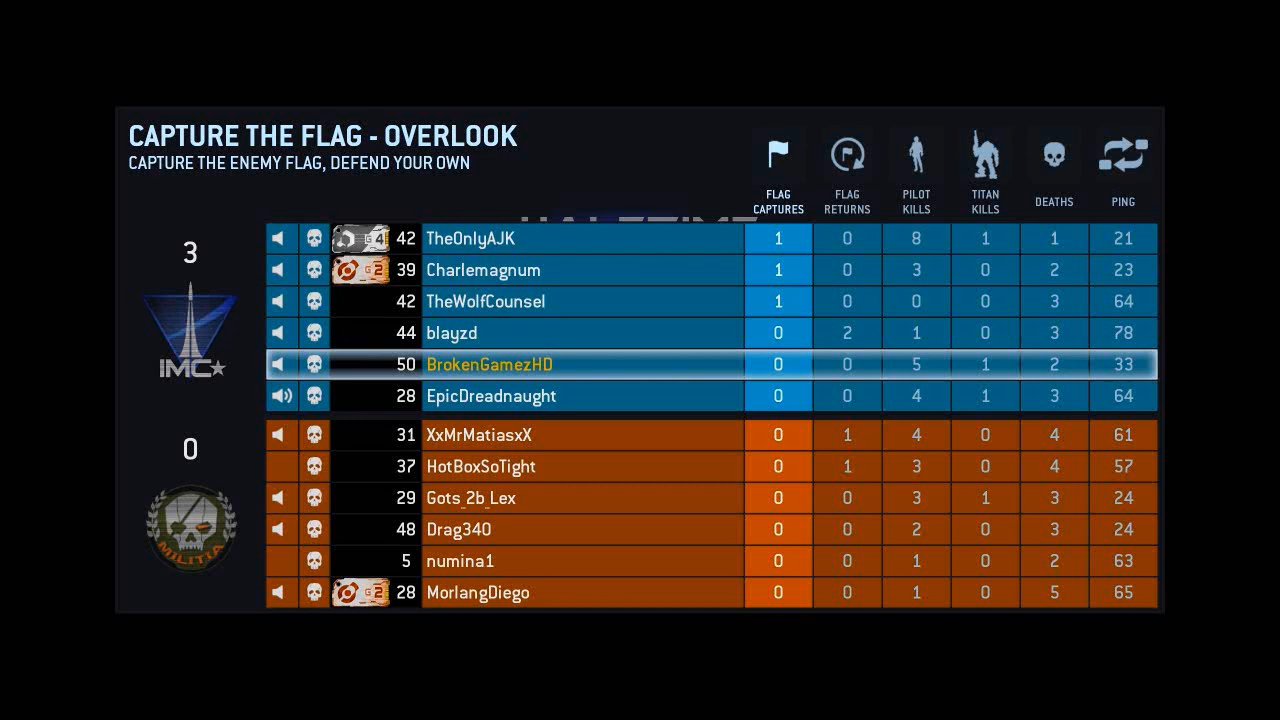 CAPTURE THE FLAG - OVERLOOK
CAPTURE THE ENEMY FLAG, DEFEND YOUR OWN
FLAG CAPTURES FLAG RETURNS PILOT KILLS TITAN KILLS DEATHS PING
3
IMC
G4 42 TheOnlyAJK 1 0 8 1 1 21
G2 39 Charlemagnum 1 0 3 0 2 23
42 TheWolfCounsel 1 0 0 0 3 64
44 blayzd 0 2 1 0 3 78
50 BrokenGamezHD 0 0 5 1 2 33
28 EpicDreadnaught 0 0 4 1 3 64
0
MILITIA
31 XxMrMatiasxX 0 1 4 0 4 61
37 HotBoxSoTight 0 1 3 0 4 57
29 Gots_2b_Lex 0 0 3 1 3 24
48 Drag340 0 0 2 0 3 24
5 numina1 0 0 1 0 2 63
G2 28 MorlangDiego 0 0 1 0 5 65